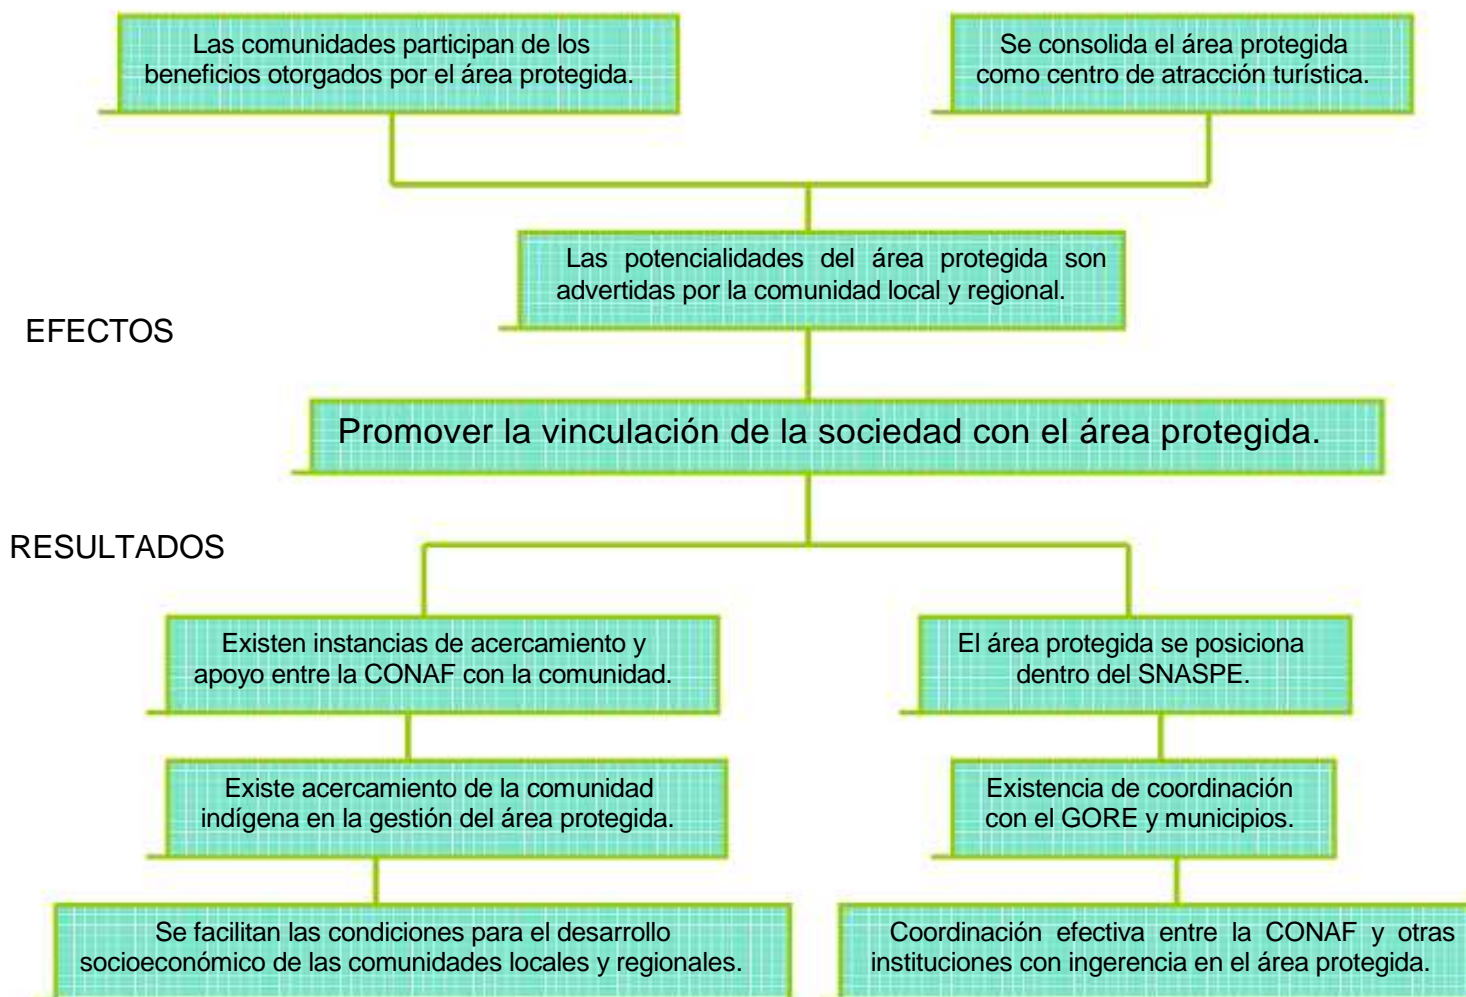 Las comunidades participan de los
beneficios otorgados por el área protegida.
Se consolida el área protegida
como centro de atracción turística.
Las potencialidades del área protegida son
advertidas por la comunidad local y regional.
EFECTOS
Promover la vinculación de la sociedad con el área protegida.
RESULTADOS
Existen instancias de acercamiento y
apoyo entre la CONAF con la comunidad.
El área protegida se posiciona
dentro del SNASPE.
Existe acercamiento de la comunidad
indígena en la gestión del área protegida.
Existencia de coordinación
con el GORE y municipios.
Se facilitan las condiciones para el desarrollo
socioeconómico de las comunidades locales y regionales.
Coordinación efectiva entre la CONAF y otras
instituciones con ingerencia en el área protegida.